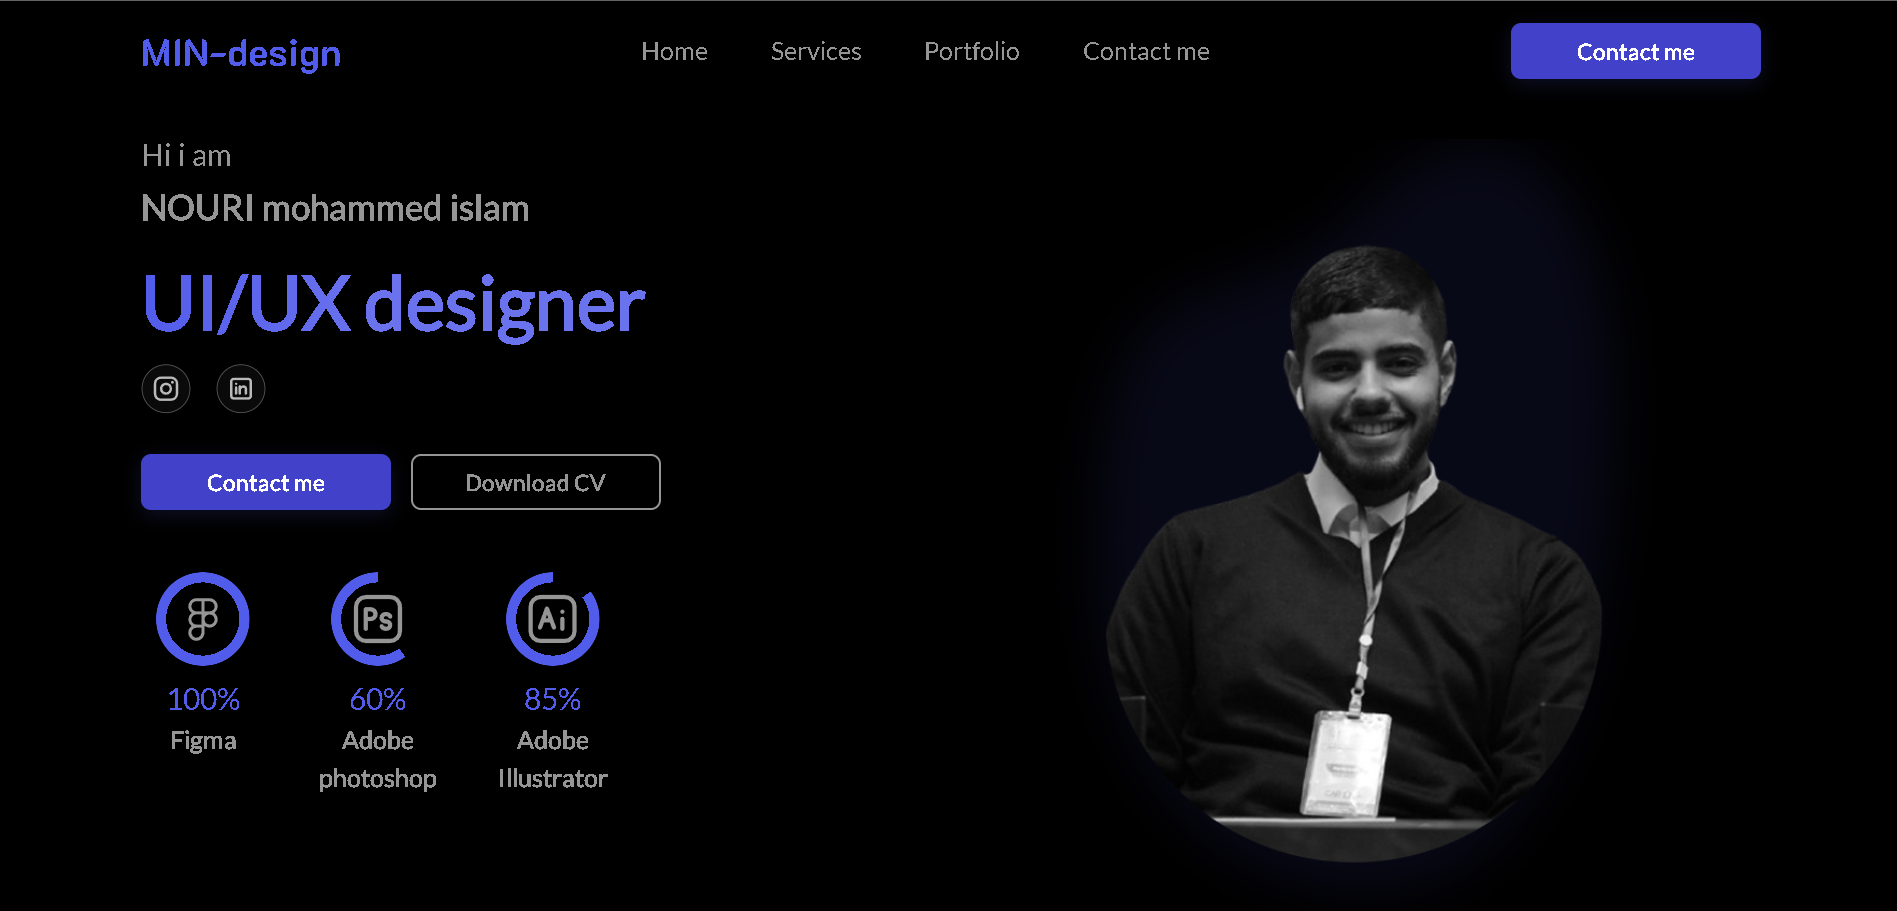 MIN-design
Home
Services
Portfolio
Contact me
Contact me
Hi i am
NOURI mohammed islam
UI/UX designer
in
Contact me
Download CV
Ps
Ai
100%
60%
85%
Figma
Adobe
photoshop
Adobe
Illustrator